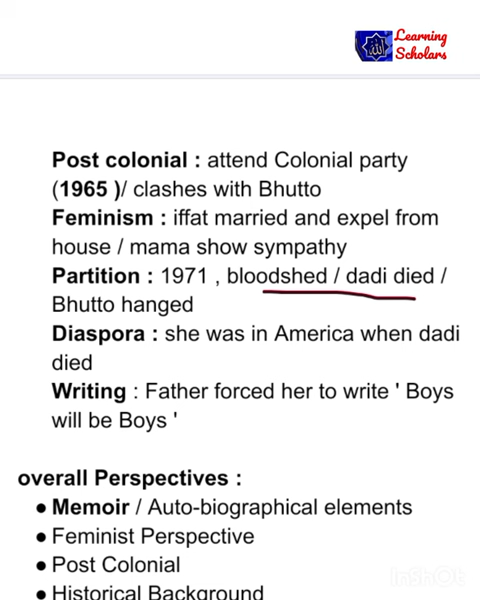 Learning
Scholars
Post colonial : attend Colonial party
(1965 )/ clashes with Bhutto
Feminism : iffat married and expel from
house / mama show sympathy
Partition : 1971 , bloodshed / dadi died /
Bhutto hanged
Diaspora : she was in America when dadi
died
Writing : Father forced her to write ' Boys
will be Boys '
overall Perspectives :
● Memoir / Auto-biographical elements
● Feminist Perspective
● Post Colonial
● Historical Background
InShOt